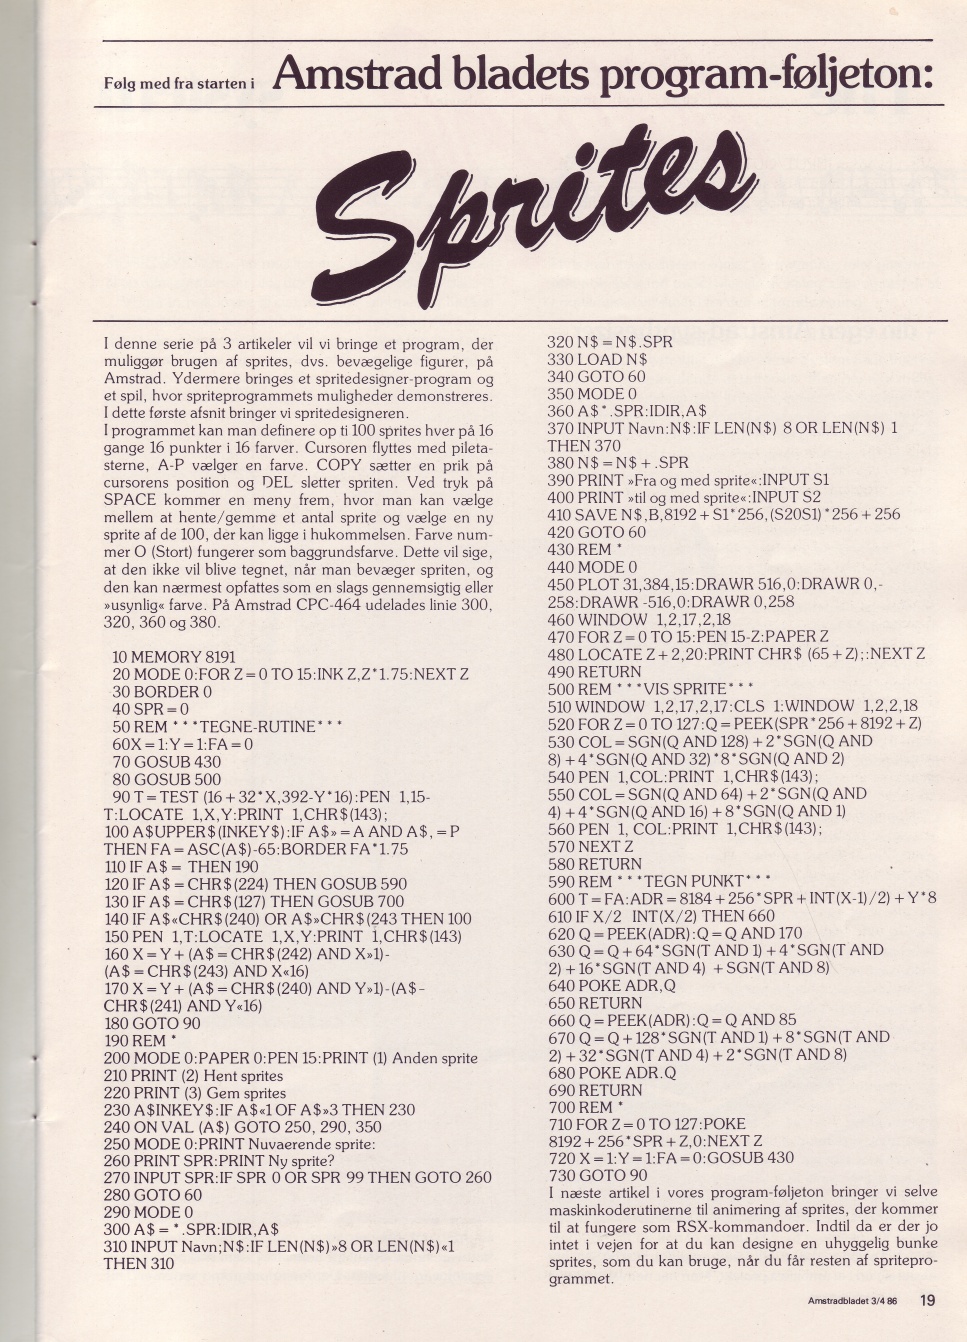 Følg med fra starten i Amstrad bladets program-føljeton:
Sprites
I denne serie på 3 artikeler vil vi bringe et program, der
muliggør brugen af sprites, dvs. bevægelige figurer, på
Amstrad. Ydermere bringes et spritedesigner-program og
et spil, hvor spriteprogrammets muligheder demonstreres.
I dette første afsnit bringer vi spritedesigneren.
I programmet kan man definere op ti 100 sprites hver på 16
gange 16 punkter i 16 farver. Cursoren flyttes med pileta-
sterne, A-P vælger en farve. COPY sætter en prik på
cursorens position og DEL sletter spriten. Ved tryk på
SPACE kommer en meny frem, hvor man kan vælge
mellem at hente/gemme et antal sprite og vælge en ny
sprite af de 100, der kan ligge i hukommelsen. Farve num-
mer O (Stort) fungerer som baggrundsfarve. Dette vil sige,
at den ikke vil blive tegnet, når man bevæger spriten, og
den kan nærmest opfattes som en slags gennemsigtig eller
»usynlig« farve. På Amstrad CPC-464 udelades linie 300,
320, 360 og 380.
10 MEMORY 8191
20 MODE 0:FOR Z=0 TO 15:INK Z,Z*1.75:NEXT Z
30 BORDER 0
40 SPR=0
50 REM ***TEGNE-RUTINE***
60X=1:Y=1:FA=0
70 GOSUB 430
80 GOSUB 500
90 T=TEST (16+32*X,392-Y*16):PEN 1,15-
T:LOCATE 1,X,Y:PRINT 1,CHR$(143);
100 A$UPPER$(INKEY$):IF A$»=A AND A$,=P
THEN FA=ASC(A$)-65:BORDER FA*1.75
110 IF A$= THEN 190
120 IF A$=CHR$(224) THEN GOSUB 590
130 IF A$=CHR$(127) THEN GOSUB 700
140 IF A$«CHR$(240) OR A$»CHR$(243 THEN 100
150 PEN 1,T:LOCATE 1,X,Y:PRINT 1,CHR$(143)
160 X=Y+(A$=CHR$(242) AND X»1)-
(A$=CHR$(243) AND X«16)
170 X=Y+(A$=CHR$(240) AND Y»1)-(A$-
CHR$(241) AND Y«16)
180 GOTO 90
190 REM *
200 MODE 0:PAPER 0:PEN 15:PRINT (1) Anden sprite
210 PRINT (2) Hent sprites
220 PRINT (3) Gem sprites
230 A$INKEY$:IF A$«1 OF A$»3 THEN 230
240 ON VAL (A$) GOTO 250, 290, 350
250 MODE 0:PRINT Nuvaerende sprite:
260 PRINT SPR:PRINT Ny sprite?
270 INPUT SPR:IF SPR 0 OR SPR 99 THEN GOTO 260
280 GOTO 60
290 MODE 0
300 A$=*.SPR:IDIR,A$
310 INPUT Navn;N$:IF LEN(N$)»8 OR LEN(N$)«1
THEN 310
320 N$=N$.SPR
330 LOAD N$
340 GOTO 60
350 MODE 0
360 A$*.SPR:IDIR,A$
370 INPUT Navn:N$:IF LEN(N$) 8 OR LEN(N$) 1
THEN 370
380 N$=N$+.SPR
390 PRINT »Fra og med sprite«:INPUT S1
400 PRINT »til og med sprite«:INPUT S2
410 SAVE N$,B,8192+S1*256,(S20S1)*256+256
420 GOTO 60
430 REM *
440 MODE 0
450 PLOT 31,384,15:DRAWR 516,0:DRAWR 0,-
258:DRAWR -516,0:DRAWR 0,258
460 WINDOW 1,2,17,2,18
470 FOR Z=0 TO 15:PEN 15-Z:PAPER Z
480 LOCATE Z+2,20:PRINT CHR$ (65+Z);:NEXT Z
490 RETURN
500 REM ***VIS SPRITE***
510 WINDOW 1,2,17,2,17:CLS 1:WINDOW 1,2,2,18
520 FOR Z=0 TO 127:Q=PEEK(SPR*256+8192+Z)
530 COL=SGN(Q AND 128)+2*SGN(Q AND
8)+4*SGN(Q AND 32)*8*SGN(Q AND 2)
540 PEN 1,COL:PRINT 1,CHR$(143);
550 COL=SGN(Q AND 64)+2*SGN(Q AND
4)+4*SGN(Q AND 16)+8*SGN(Q AND 1)
560 PEN 1, COL:PRINT 1,CHR$(143);
570 NEXT Z
580 RETURN
590 REM ***TEGN PUNKT***
600 T=FA:ADR=8184+256*SPR+INT(X-1)/2)+Y*8
610 IF X/2 INT(X/2) THEN 660
620 Q=PEEK(ADR):Q=Q AND 170
630 Q=Q+64*SGN(T AND 1)+4*SGN(T AND
2)+16*SGN(T AND 4) +SGN(T AND 8)
640 POKE ADR,Q
650 RETURN
660 Q=PEEK(ADR):Q=Q AND 85
670 Q=Q+128*SGN(T AND 1)+8*SGN(T AND
2)+32*SGN(T AND 4)+2*SGN(T AND 8)
680 POKE ADR.Q
690 RETURN
700 REM *
710 FOR Z=0 TO 127:POKE
8192+256*SPR+Z,0:NEXT Z
720 X=1:Y=1:FA=0:GOSUB 430
730 GOTO 90
I næste artikel i vores program-føljeton bringer vi selve
maskinkoderutinerne til animering af sprites, der kommer
til at fungere som RSX-kommandoer. Indtil da er der jo
intet i vejen for at du kan designe en uhyggelig bunke
sprites, som du kan bruge, når du får resten af spritepro-
grammet.
Amstradbladet 3/4 86 19